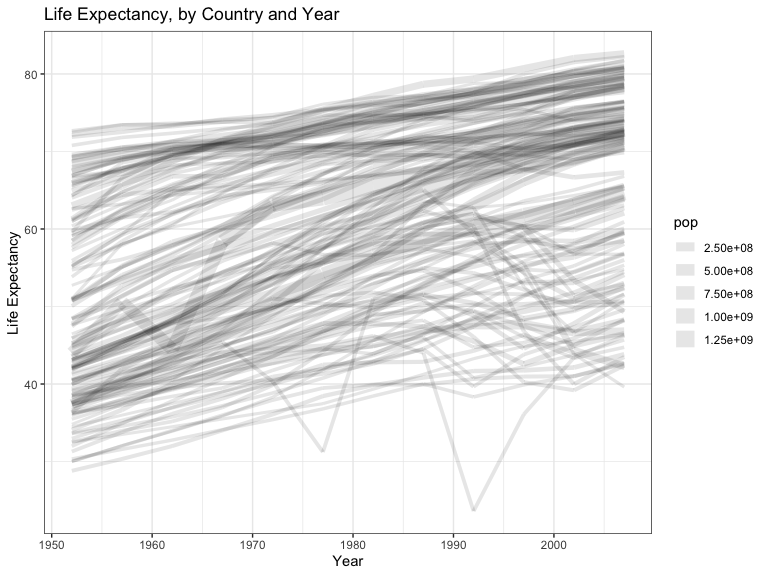 Life Expectancy, by Country and Year
80
60
40
Life Expectancy
1950 1960 1970 1980 1990 2000
Year
pop
2.50e+08
5.00e+08
7.50e+08
1.00e+09
1.25e+09